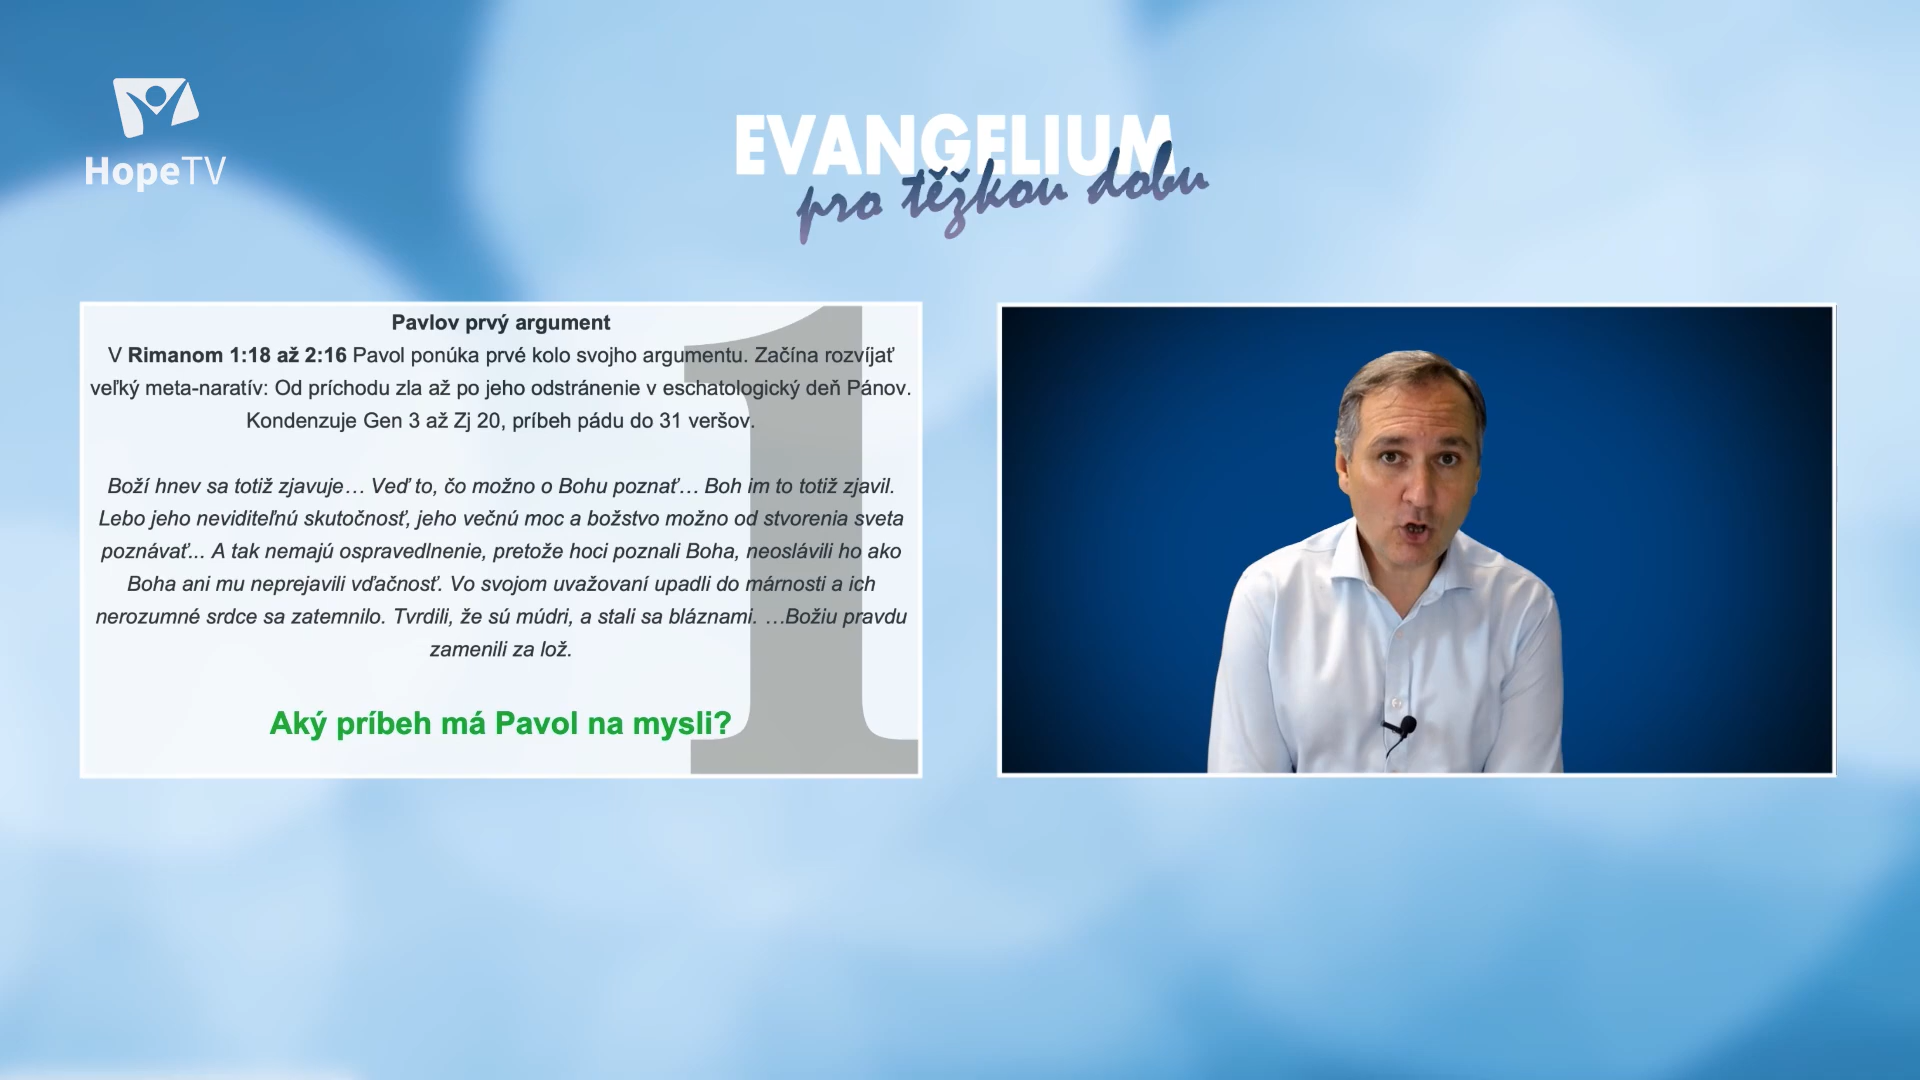 HopeTV
EVANGELIUM
pro těžkou dobu
Pavlov prvý argument
V Rimanom 1:18 až 2:16 Pavol ponúka prvé kolo svojho argumentu. Začína rozvíjať
veľký meta-naratív: Od príchodu zla až po jeho odstránenie v eschatologický deň Pánov.
Kondenzuje Gen 3 až Zj 20, príbeh pádu do 31 veršov.
Boží hnev sa totiž zjavuje… Veď to, čo možno o Bohu poznať… Boh im to totiž zjavil.
Lebo jeho neviditeľnú skutočnosť, jeho večnú moc a božstvo možno od stvorenia sveta
poznávať... A tak nemajú ospravedlnenie, pretože hoci poznali Boha, neoslávili ho ako
Boha ani mu neprejavili vďačnosť. Vo svojom uvažovaní upadli do márnosti a ich
nerozumné srdce sa zatemnilo. Tvrdili, že sú múdri, a stali sa bláznami. …Božiu pravdu
zamenili za lož.
Aký príbeh má Pavol na mysli?
1